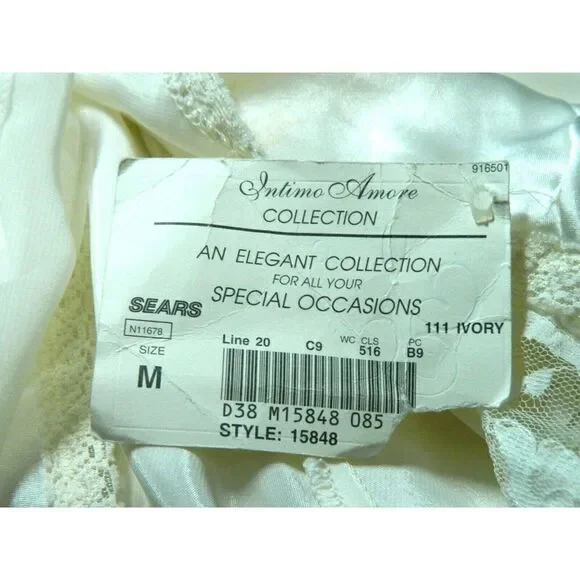 916501
Intimo Amore
COLLECTION
AN ELEGANT COLLECTION
FOR ALL YOUR
SPECIAL OCCASIONS
SEARS
111 IVORY
N11678
SIZE
M
Line 20 C9 WC CLS 516 PC B9
D38 M15848 085
STYLE: 15848